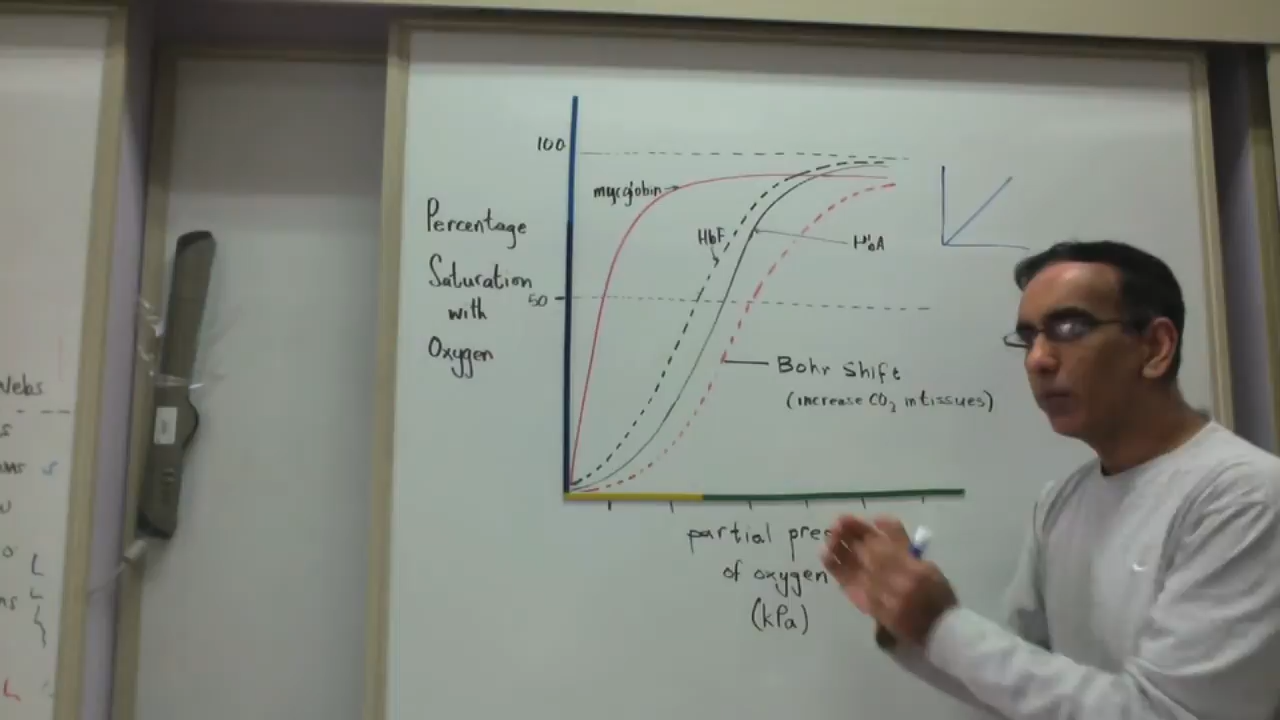 100
myoglobin
Percentage
Saturation
with
Oxygen
HbF
HbA
50
Bohr Shift
(increase CO₂ in tissues)
partial pres
of oxygen
(kPa)
Webs